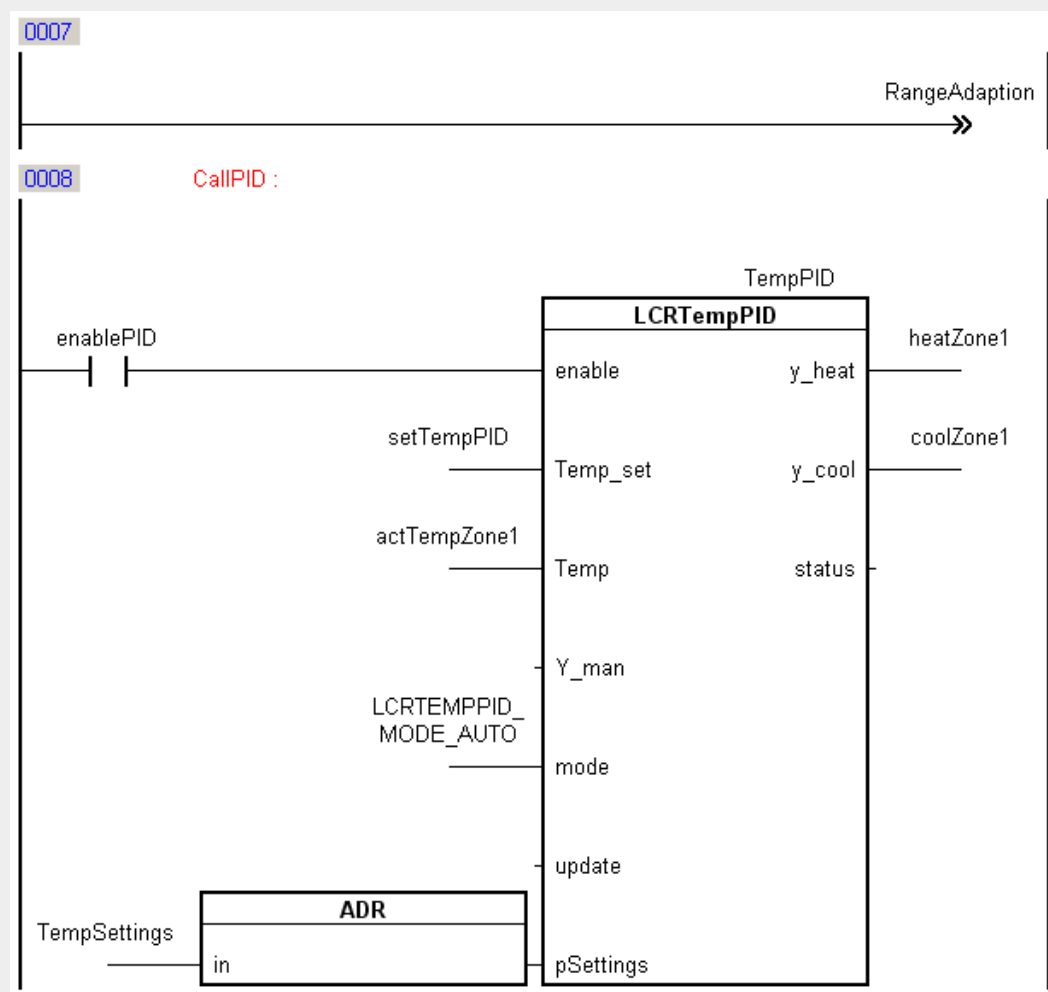 0007
RangeAdaption
0008 CallPID :
TempPID
LCRTempPID
enablePID heatZone1
enable y_heat
setTempPID coolZone1
Temp_set y_cool
actTempZone1
Temp status
Y_man
LCRTEMPPID_
MODE_AUTO
mode
update
ADR
TempSettings
in pSettings